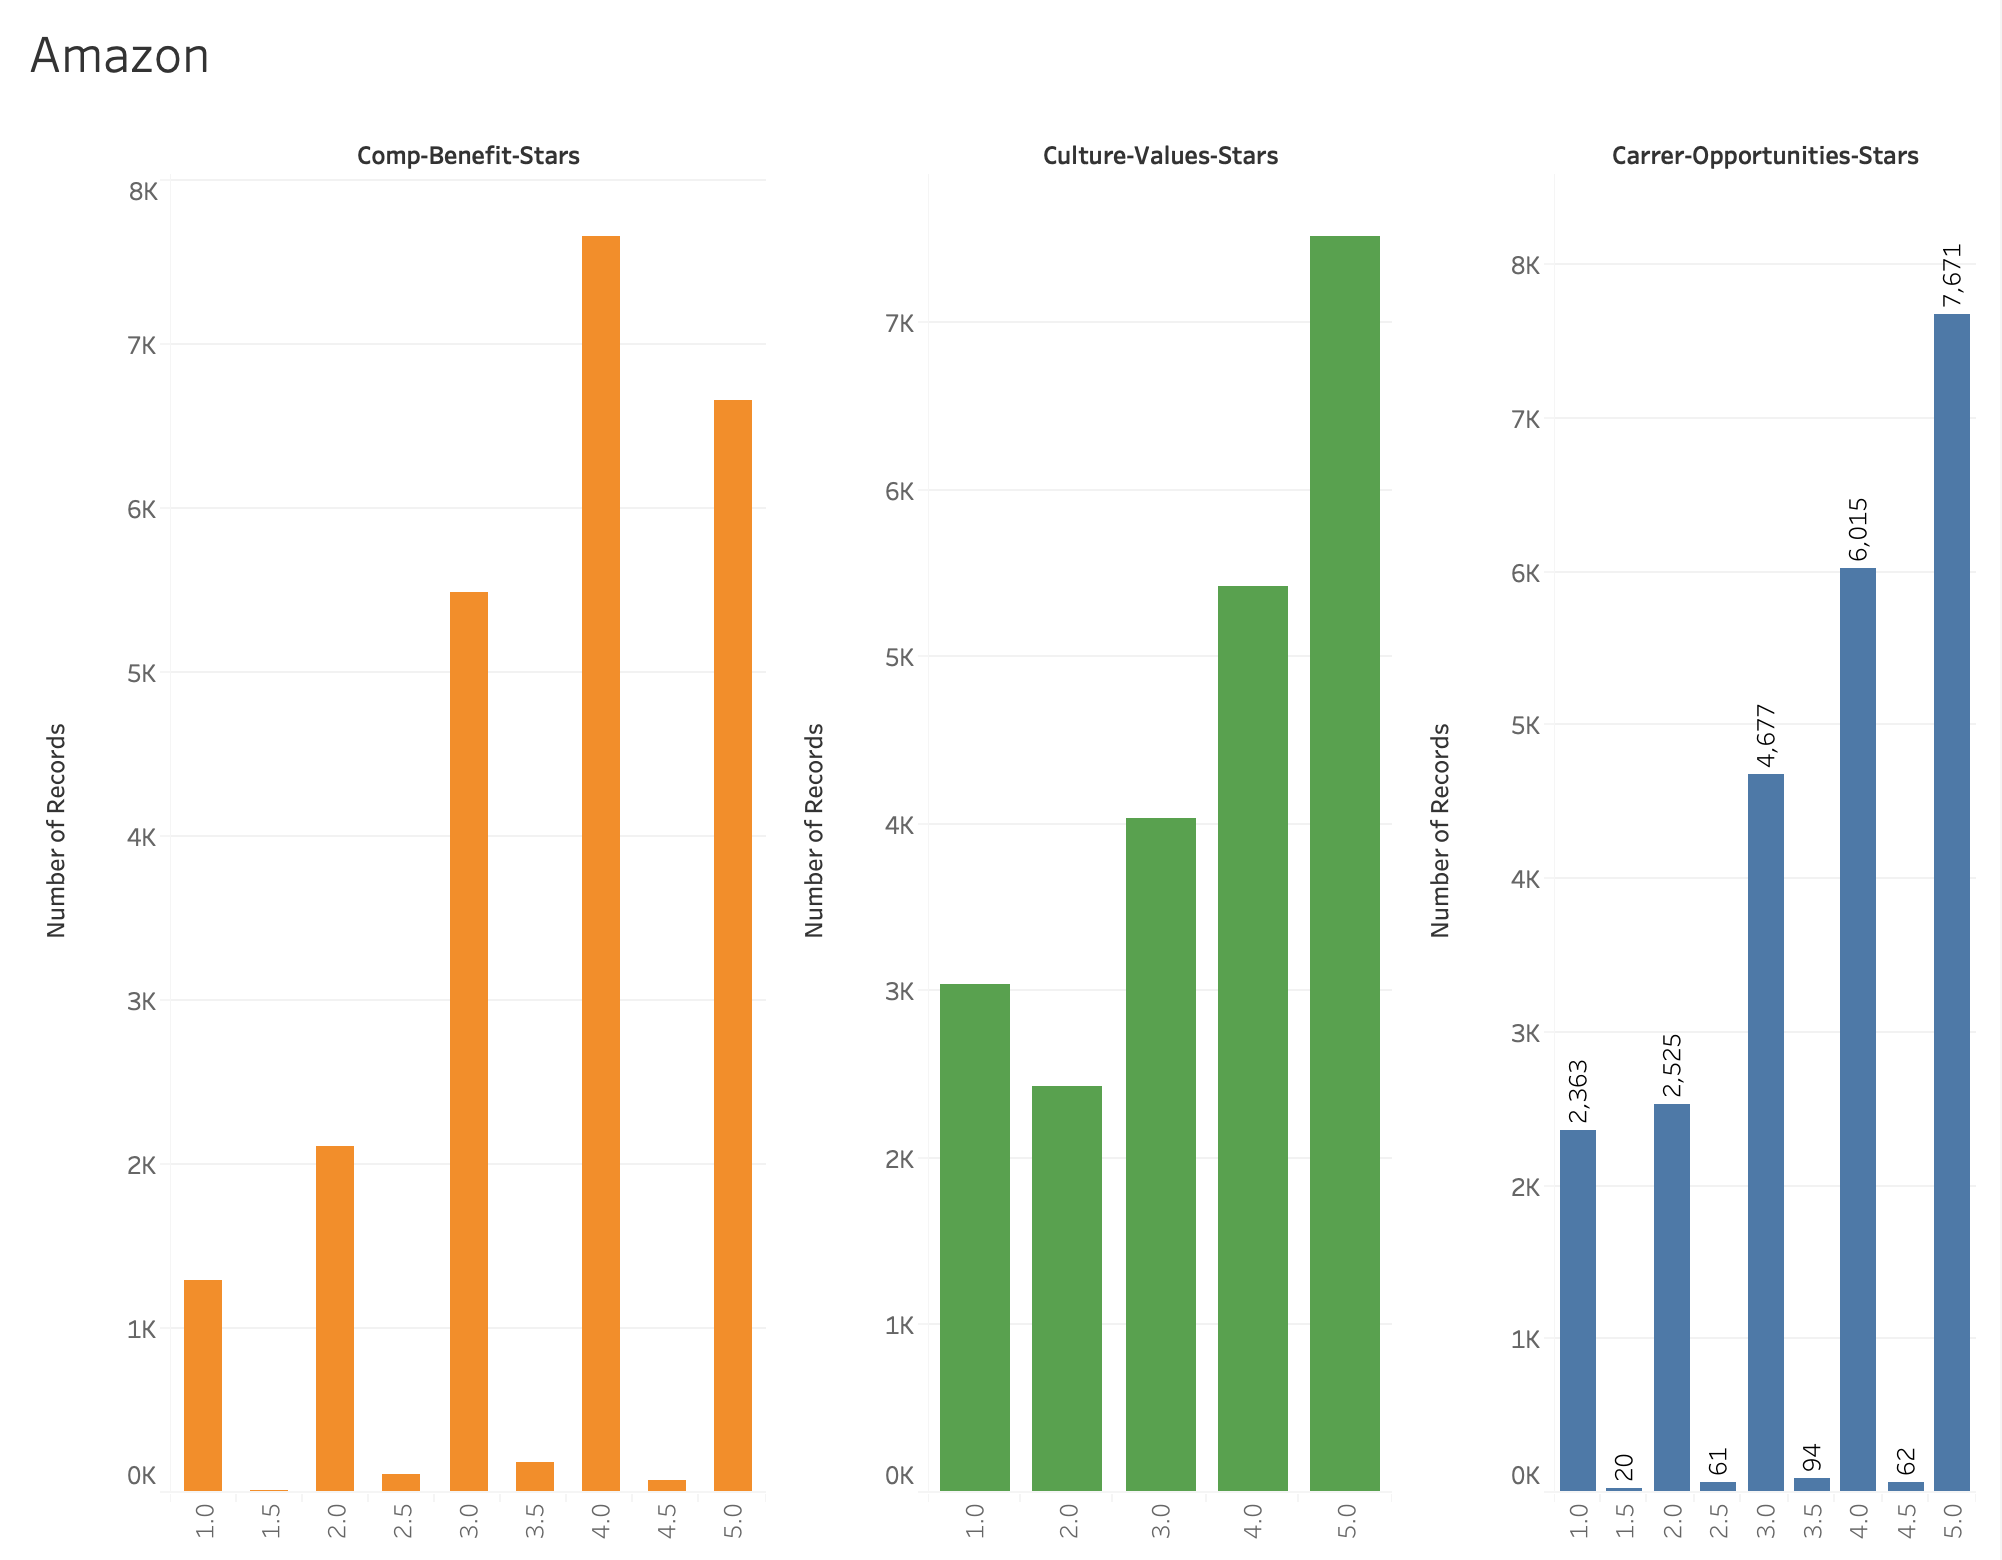 Amazon
Comp-Benefit-Stars
Number of Records
8K
7K
6K
5K
4K
3K
2K
1K
0K
1.0
1.5
2.0
2.5
3.0
3.5
4.0
4.5
5.0
Culture-Values-Stars
Number of Records
7K
6K
5K
4K
3K
2K
1K
0K
1.0
2.0
3.0
4.0
5.0
Carrer-Opportunities-Stars
Number of Records
8K
7K
6K
5K
4K
3K
2K
1K
0K
2,363
20
2,525
61
4,677
94
6,015
62
7,671
1.0
1.5
2.0
2.5
3.0
3.5
4.0
4.5
5.0